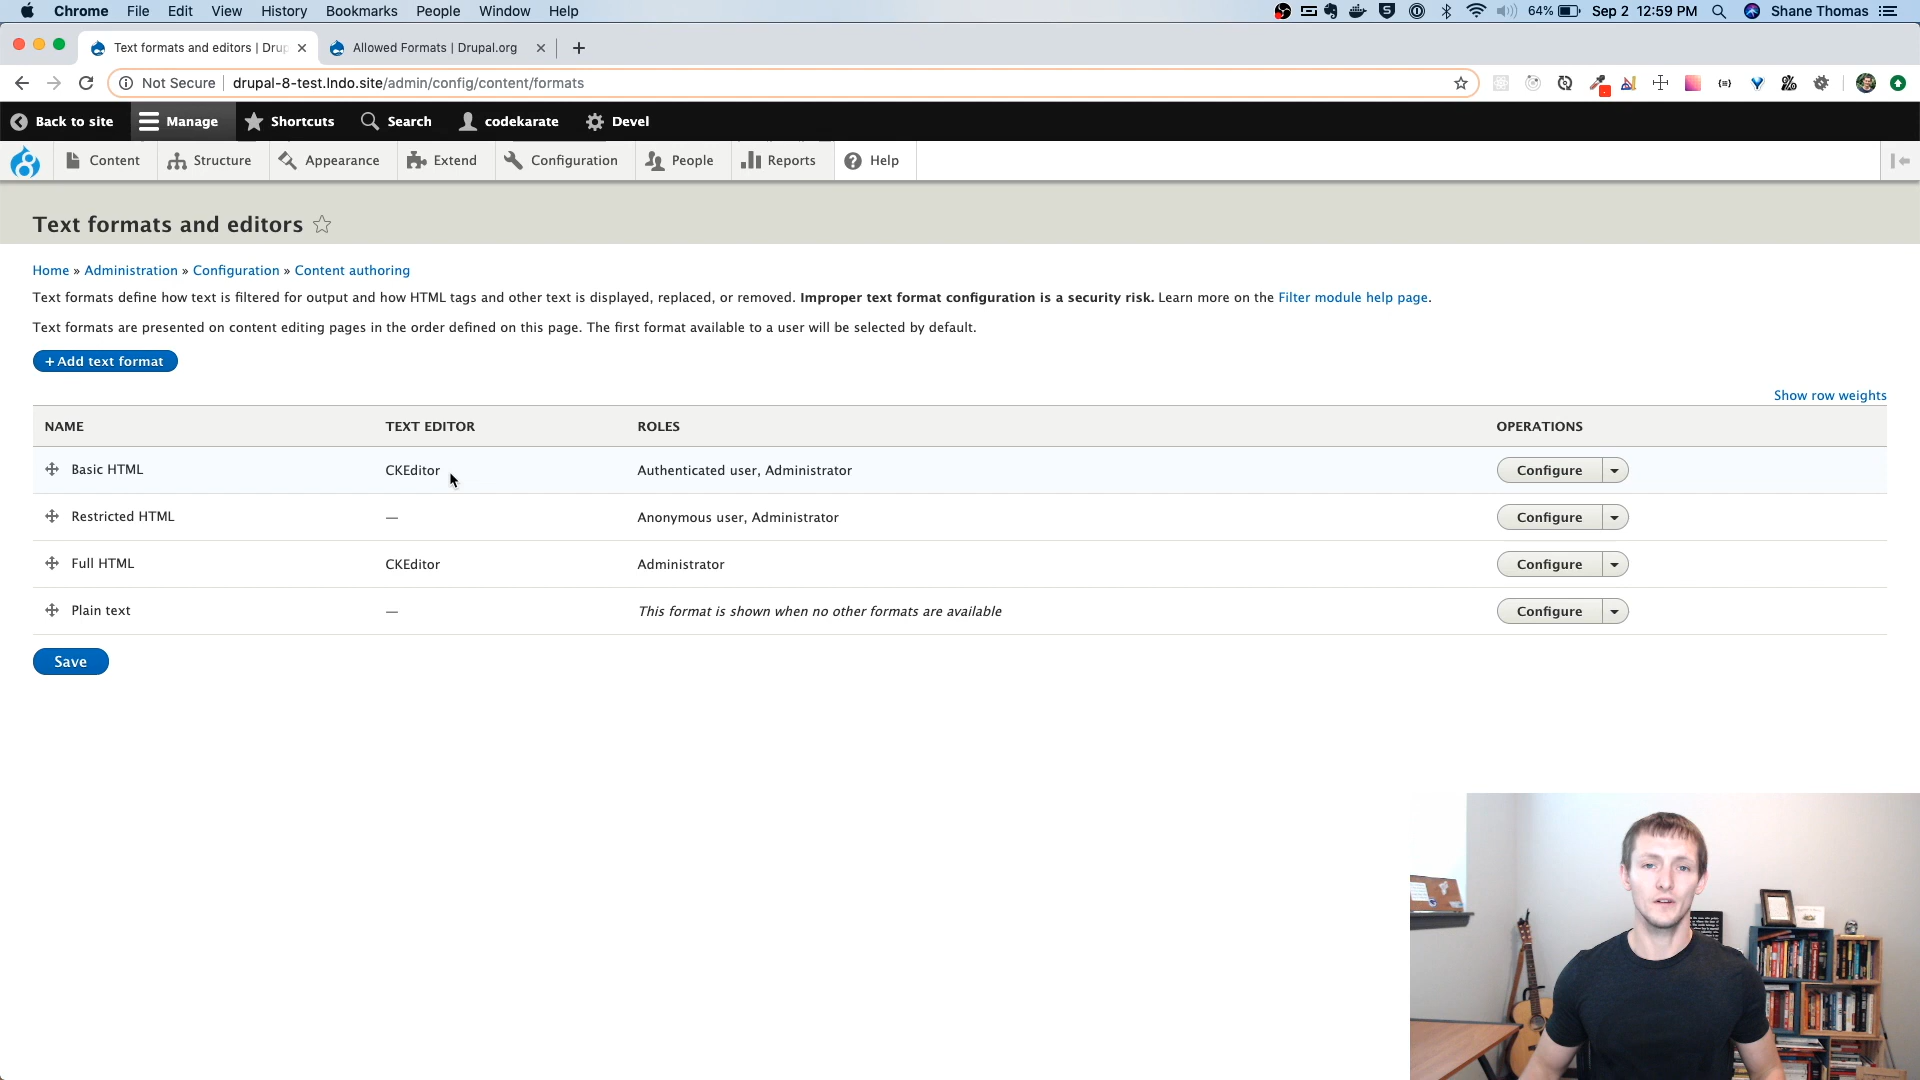 Chrome File Edit View History Bookmarks People Window Help 64% Sep 2 12:59 PM Shane Thomas
Text formats and editors | Drup Allowed Formats | Drupal.org
Not Secure drupal-8-test.lndo.site/admin/config/content/formats
Back to site Manage Shortcuts Search codekarate Devel
Content Structure Appearance Extend Configuration People Reports Help
Text formats and editors
Home » Administration » Configuration » Content authoring
Text formats define how text is filtered for output and how HTML tags and other text is displayed, replaced, or removed. Improper text format configuration is a security risk. Learn more on the Filter module help page.
Text formats are presented on content editing pages in the order defined on this page. The first format available to a user will be selected by default.
+ Add text format
Show row weights
NAME TEXT EDITOR ROLES OPERATIONS
Basic HTML CKEditor Authenticated user, Administrator Configure
Restricted HTML — Anonymous user, Administrator Configure
Full HTML CKEditor Administrator Configure
Plain text — This format is shown when no other formats are available Configure
Save